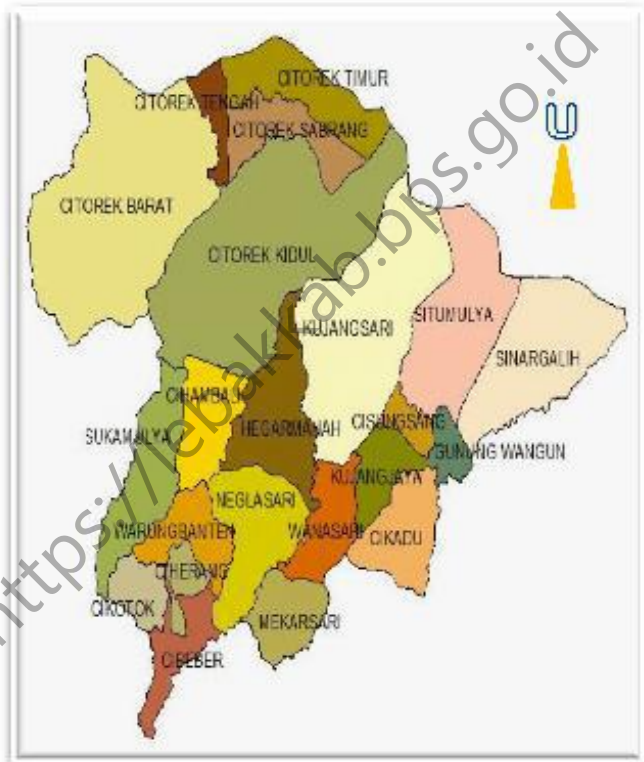 CITOREK TIMUR
CITOREK TENGAH
CITOREK SABRANG
U
CITOREK BARAT
CITOREK KIDUL
SITUMULYA
KUJANGSARI
SINARGALIH
CIHAMBALI
CISUNGSANG
SUKAMULYA
HEGARMANAH
GUNUNG WANGUN
KUJANGJAYA
NEGLASARI
WARUNGBANTEN
WANASARI
CIKADU
CIHERANG
CIKOTOK
MEKARSARI
CIBEBER
https://lebakkab.bps.go.id